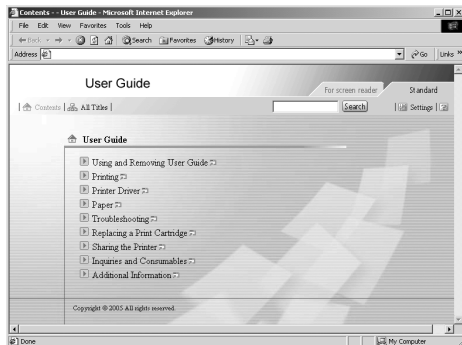 Contents - - User Guide - Microsoft Internet Explorer
File Edit View Favorites Tools Help
Back Search Favorites History
Address Go Links »
User Guide
For screen reader Standard
Contents | All Titles | Search | Settings |
User Guide
Using and Removing User Guide
Printing
Printer Driver
Paper
Troubleshooting
Replacing a Print Cartridge
Sharing the Printer
Inquiries and Consumables
Additional Information
Copyright © 2005 All rights reserved.
Done My Computer